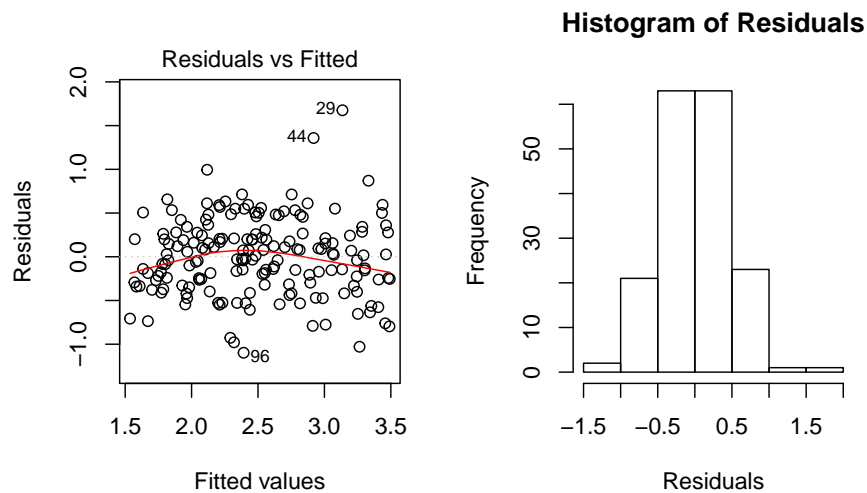 Residuals vs Fitted
Residuals
2.0
1.0
0.0
−1.0
29
44
96
1.5 2.0 2.5 3.0 3.5
Fitted values
Histogram of Residuals
Frequency
50
30
10
0
−1.5 −0.5 0.5 1.5
Residuals